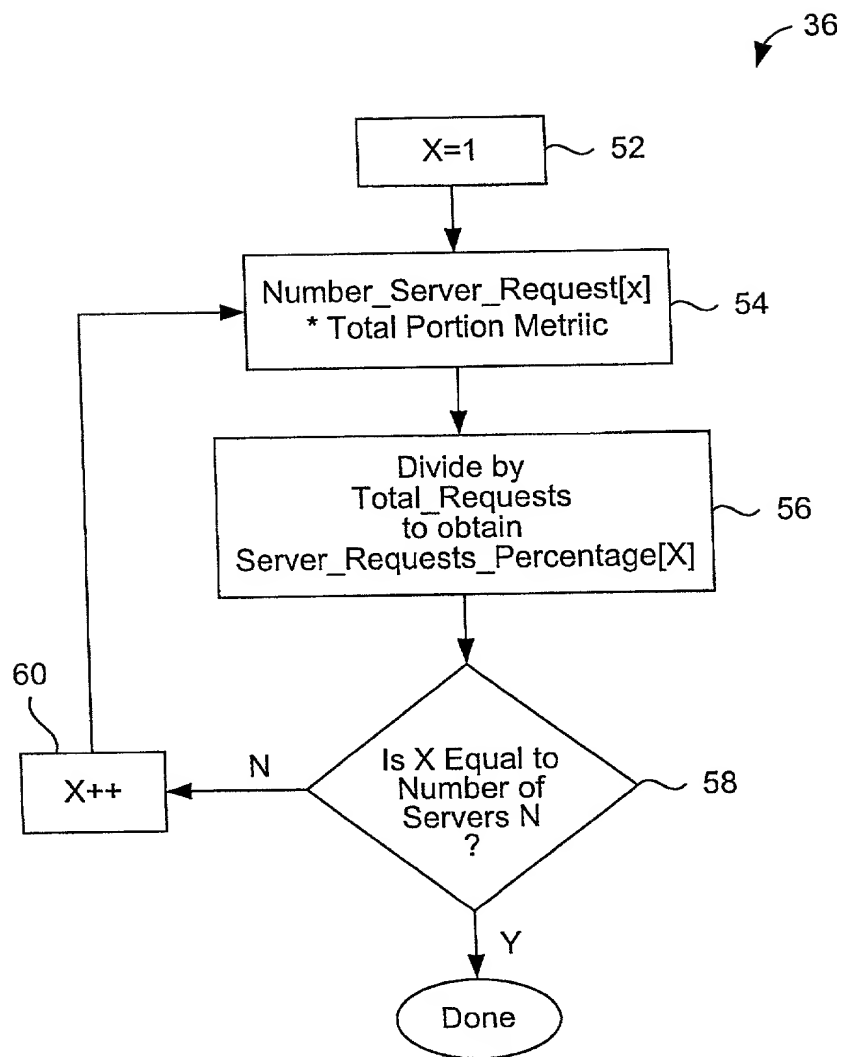 36
X=1
52
Number_Server_Request[x]
* Total Portion Metriic
54
Divide by
Total_Requests
to obtain
Server_Requests_Percentage[X]
56
60
X++
N
Is X Equal to
Number of
Servers N
?
58
Y
Done